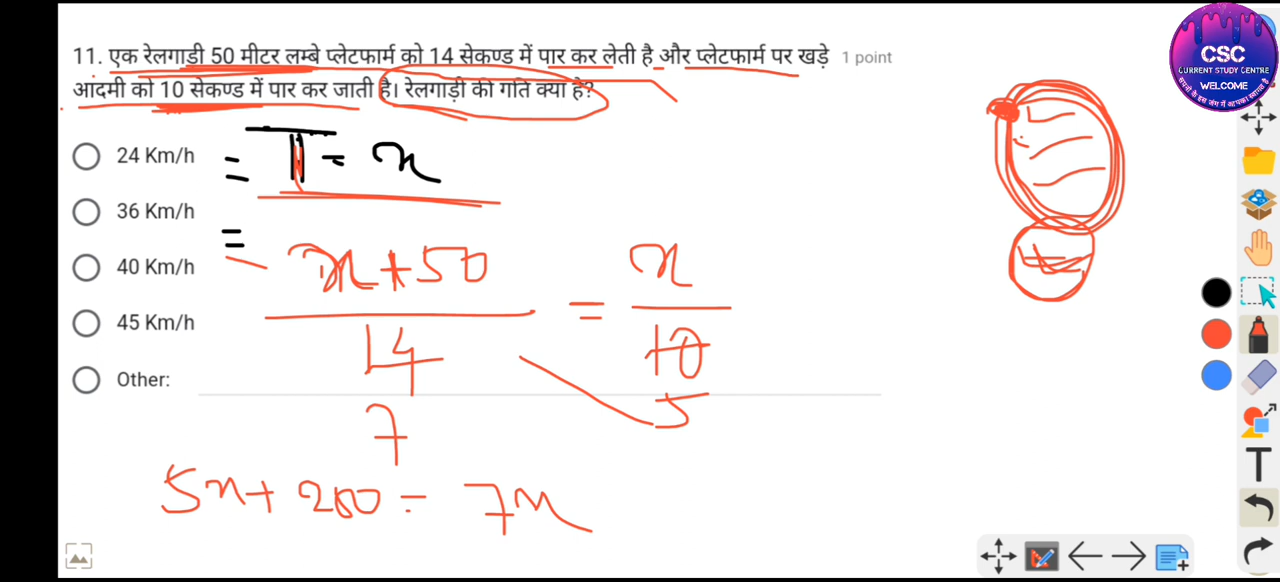 11. एक रेलगाड़ी 50 मीटर लम्बे प्लेटफार्म को 14 सेकण्ड में पार कर लेती है और प्लेटफार्म पर खड़े 1 point
आदमी को 10 सेकण्ड में पार कर जाती है। रेलगाड़ी की गति क्या है?
24 Km/h
= T = x
36 Km/h
=
40 Km/h
x + 50
x
=
45 Km/h
14
10
Other:
7
5
5x + 250 = 7x
CSC
CURRENT STUDY CENTRE
WELCOME
T